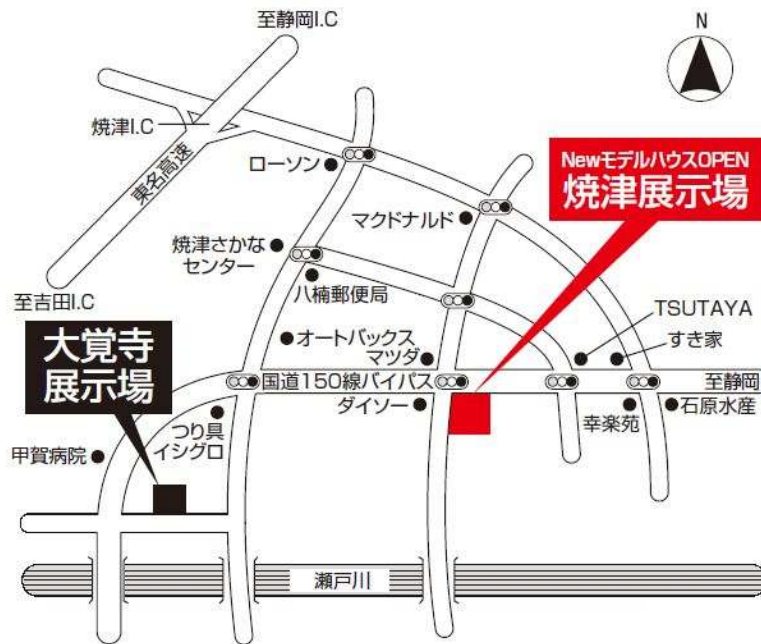 至静岡I.C
N
焼津I.C
東名高速
ローソン
NewモデルハウスOPEN
焼津展示場
マクドナルド
焼津さかな
センター
八楠郵便局
至吉田I.C
TSUTAYA
すき家
オートバックス
マツダ
大覚寺
展示場
国道150線バイパス
至静岡
ダイソー
幸楽苑
石原水産
つり具
イシグロ
甲賀病院
瀬戸川